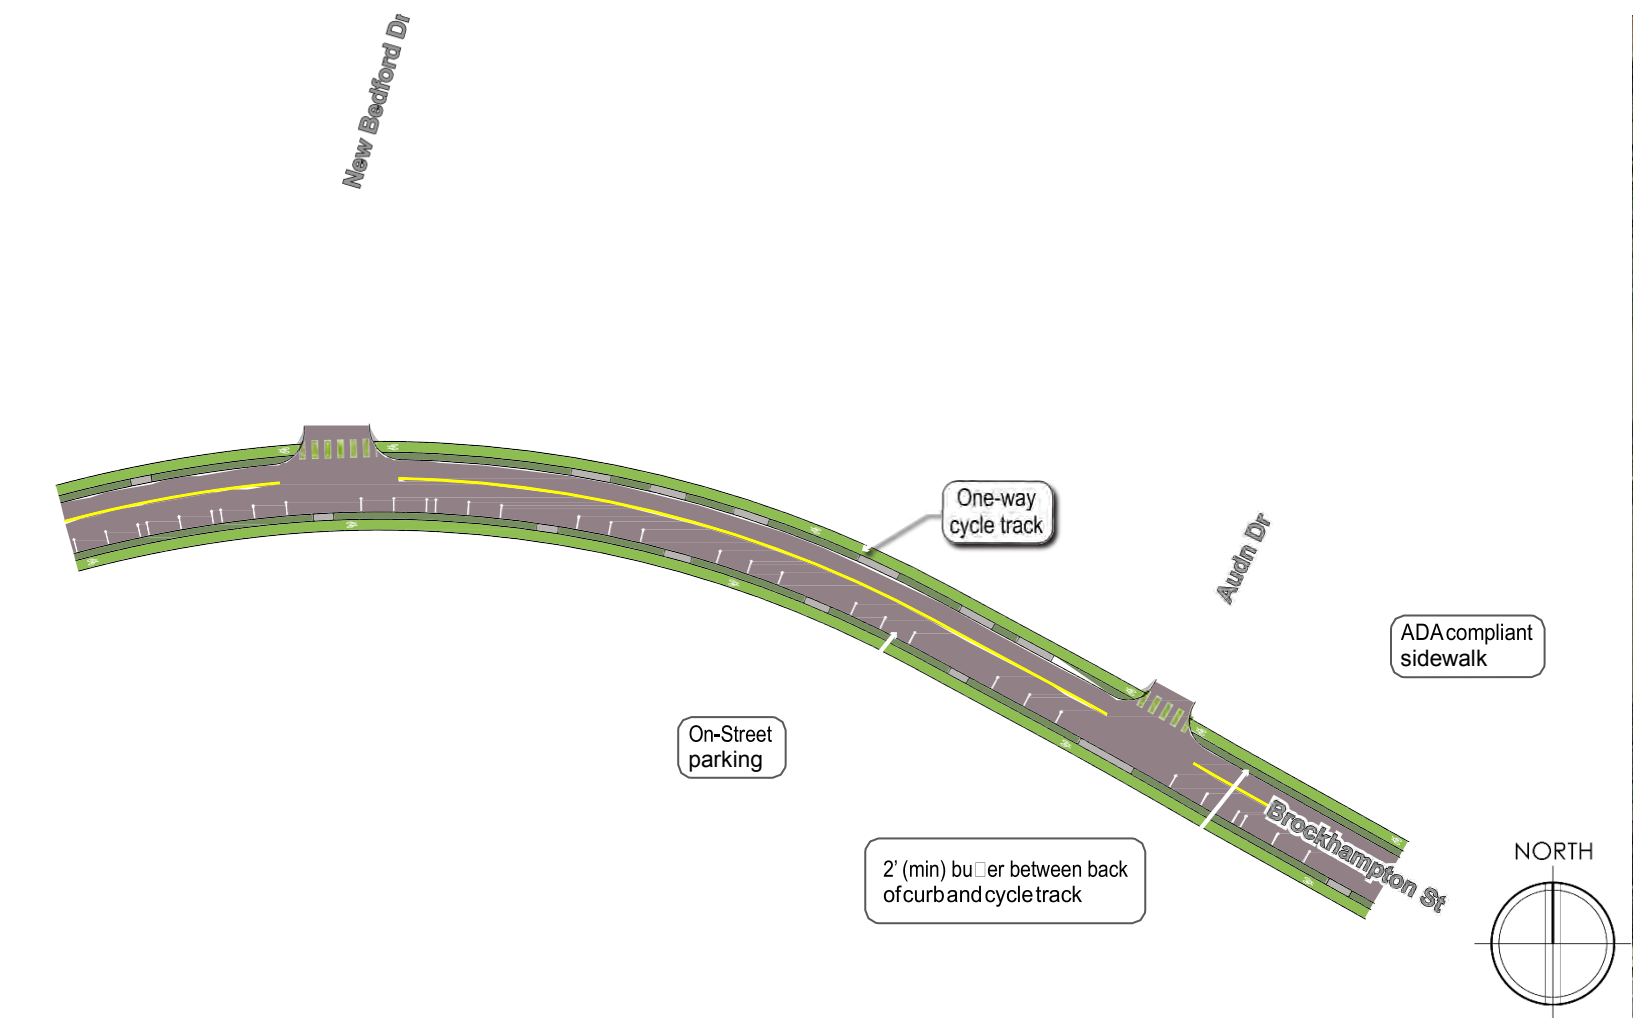 New Bedford Dr
One-way
cycle track
Audn Dr
ADA compliant
sidewalk
On-Street
parking
2' (min) bu□er between back
of curb and cycle track
Brockhampton St
NORTH